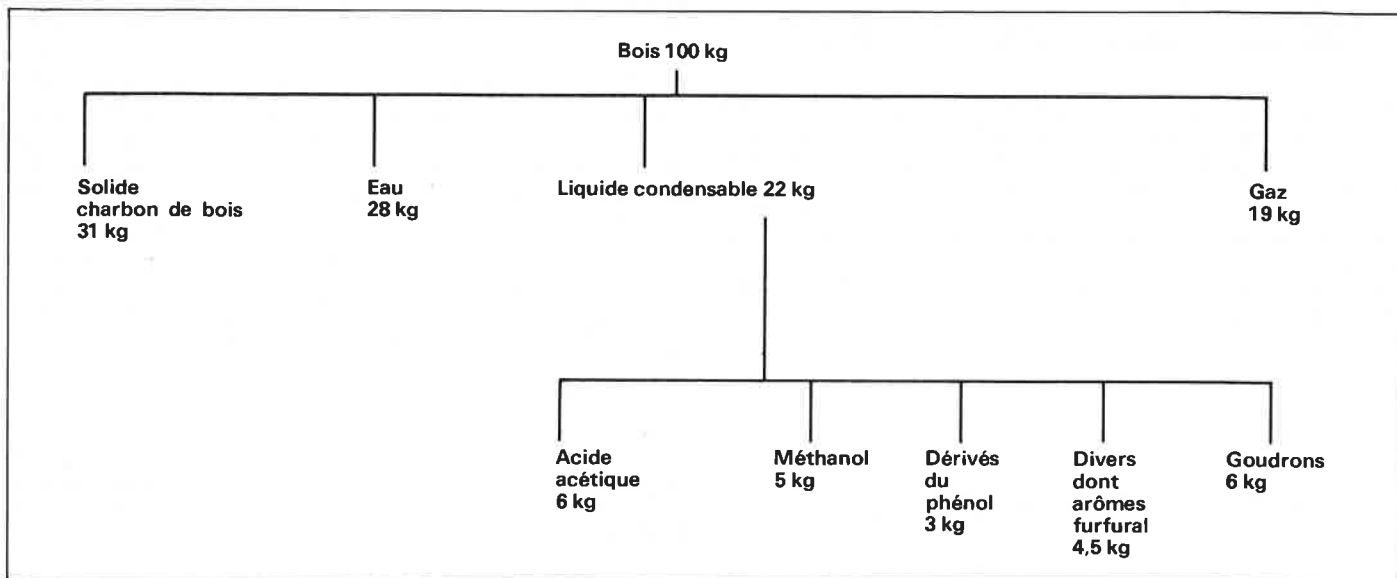 Bois 100 kg
Solide
charbon de bois
31 kg
Eau
28 kg
Liquide condensable 22 kg
Gaz
19 kg
Acide
acétique
6 kg
Méthanol
5 kg
Dérivés
du
phénol
3 kg
Divers
dont
arômes
furfural
4,5 kg
Goudrons
6 kg